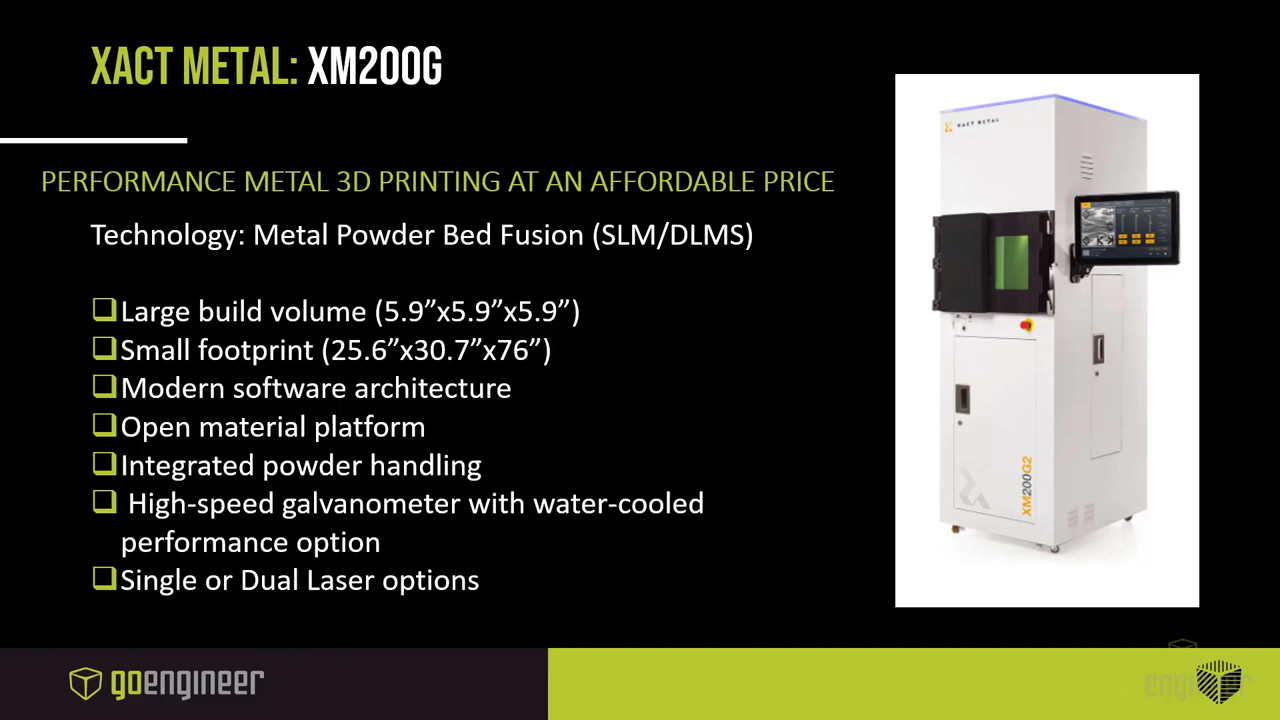 XACT METAL: XM200G
PERFORMANCE METAL 3D PRINTING AT AN AFFORDABLE PRICE
Technology: Metal Powder Bed Fusion (SLM/DLMS)
Large build volume (5.9”x5.9”x5.9”)
Small footprint (25.6”x30.7”x76”)
Modern software architecture
Open material platform
Integrated powder handling
High-speed galvanometer with water-cooled
performance option
Single or Dual Laser options
XACT METAL
XM200G2
goengineer
engineer